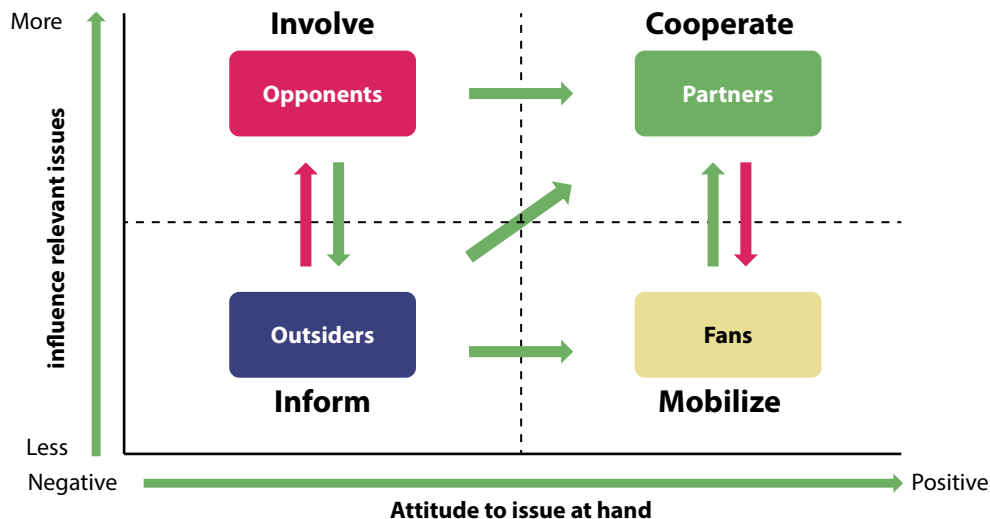 More
Involve
Cooperate
Opponents
Partners
influence relevant issues
Outsiders
Fans
Inform
Mobilize
Less
Negative
Positive
Attitude to issue at hand